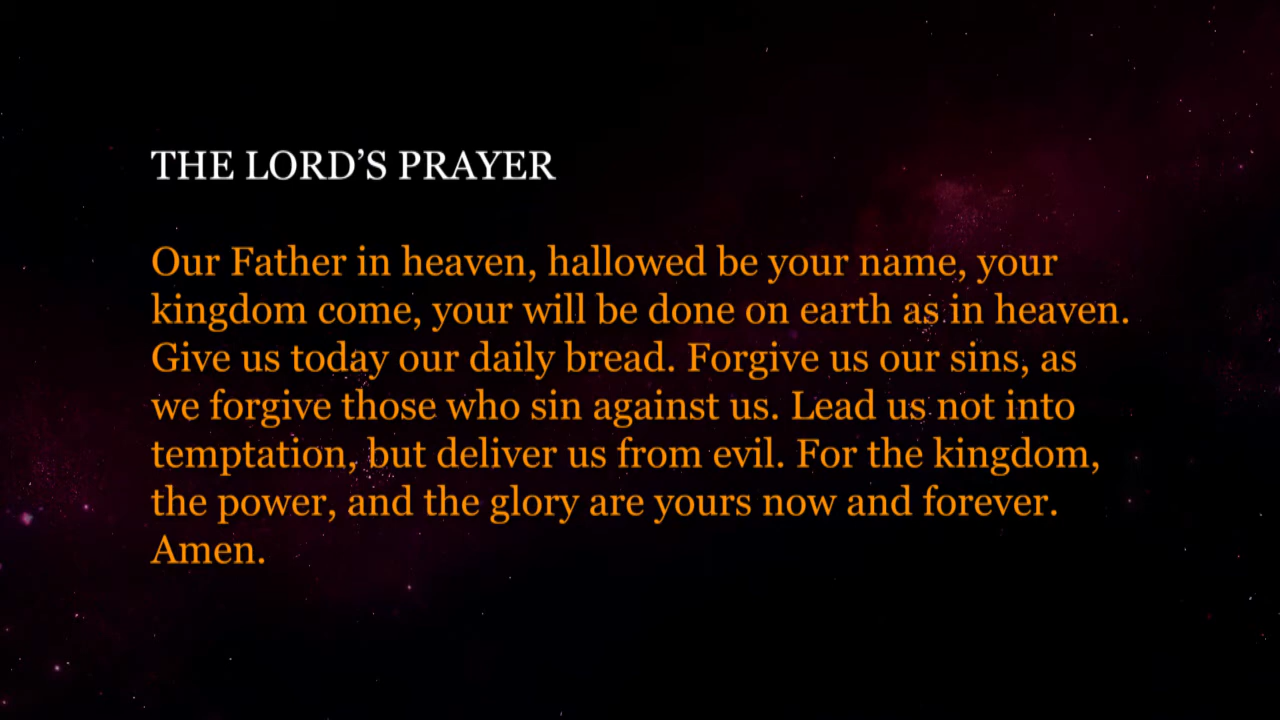 THE LORD’S PRAYER
Our Father in heaven, hallowed be your name, your
kingdom come, your will be done on earth as in heaven.
Give us today our daily bread. Forgive us our sins, as
we forgive those who sin against us. Lead us not into
temptation, but deliver us from evil. For the kingdom,
the power, and the glory are yours now and forever.
Amen.